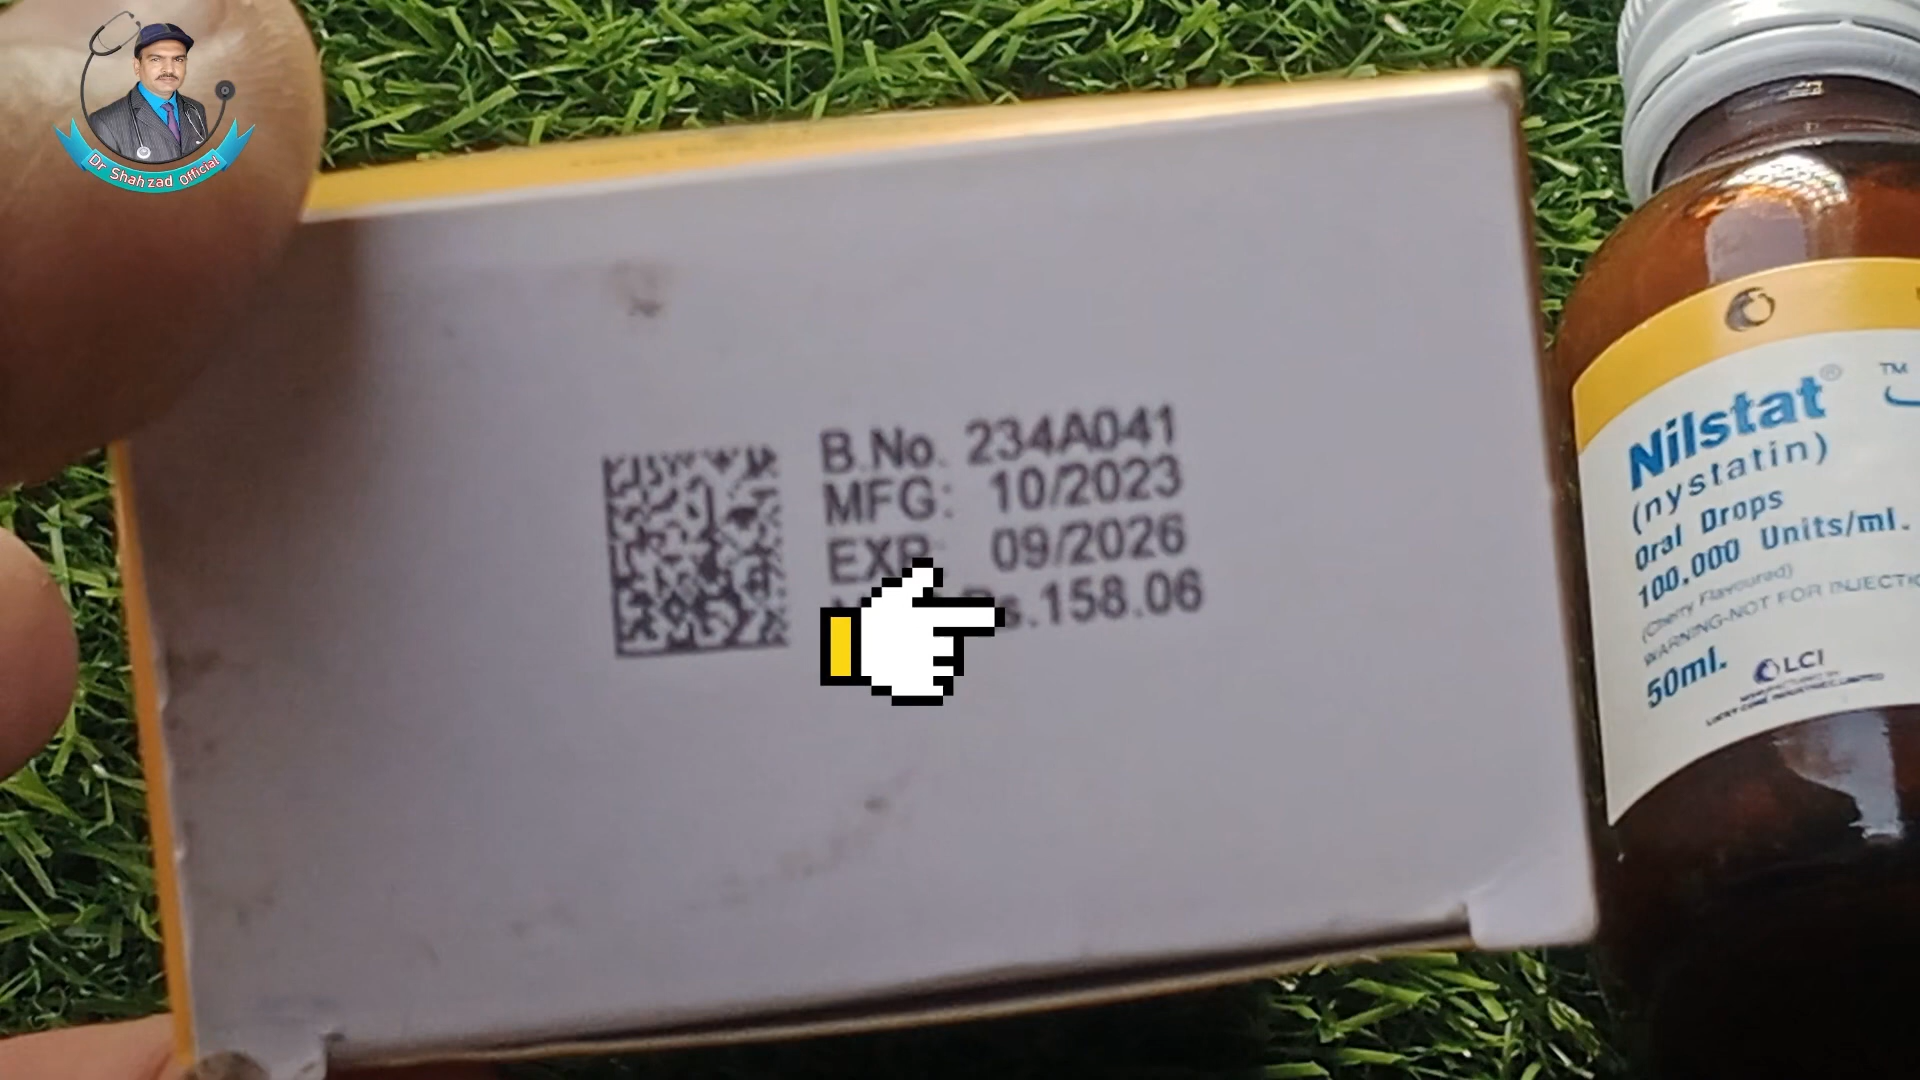 Dr Shahzad Official
B.No. 234A041
MFG: 10/2023
EXP: 09/2026
Rs.158.06
Nilstat®
TM
(nystatin)
Oral Drops
100,000 Units/ml.
(Cherry Flavoured)
WARNING-NOT FOR
50ml.
LCI